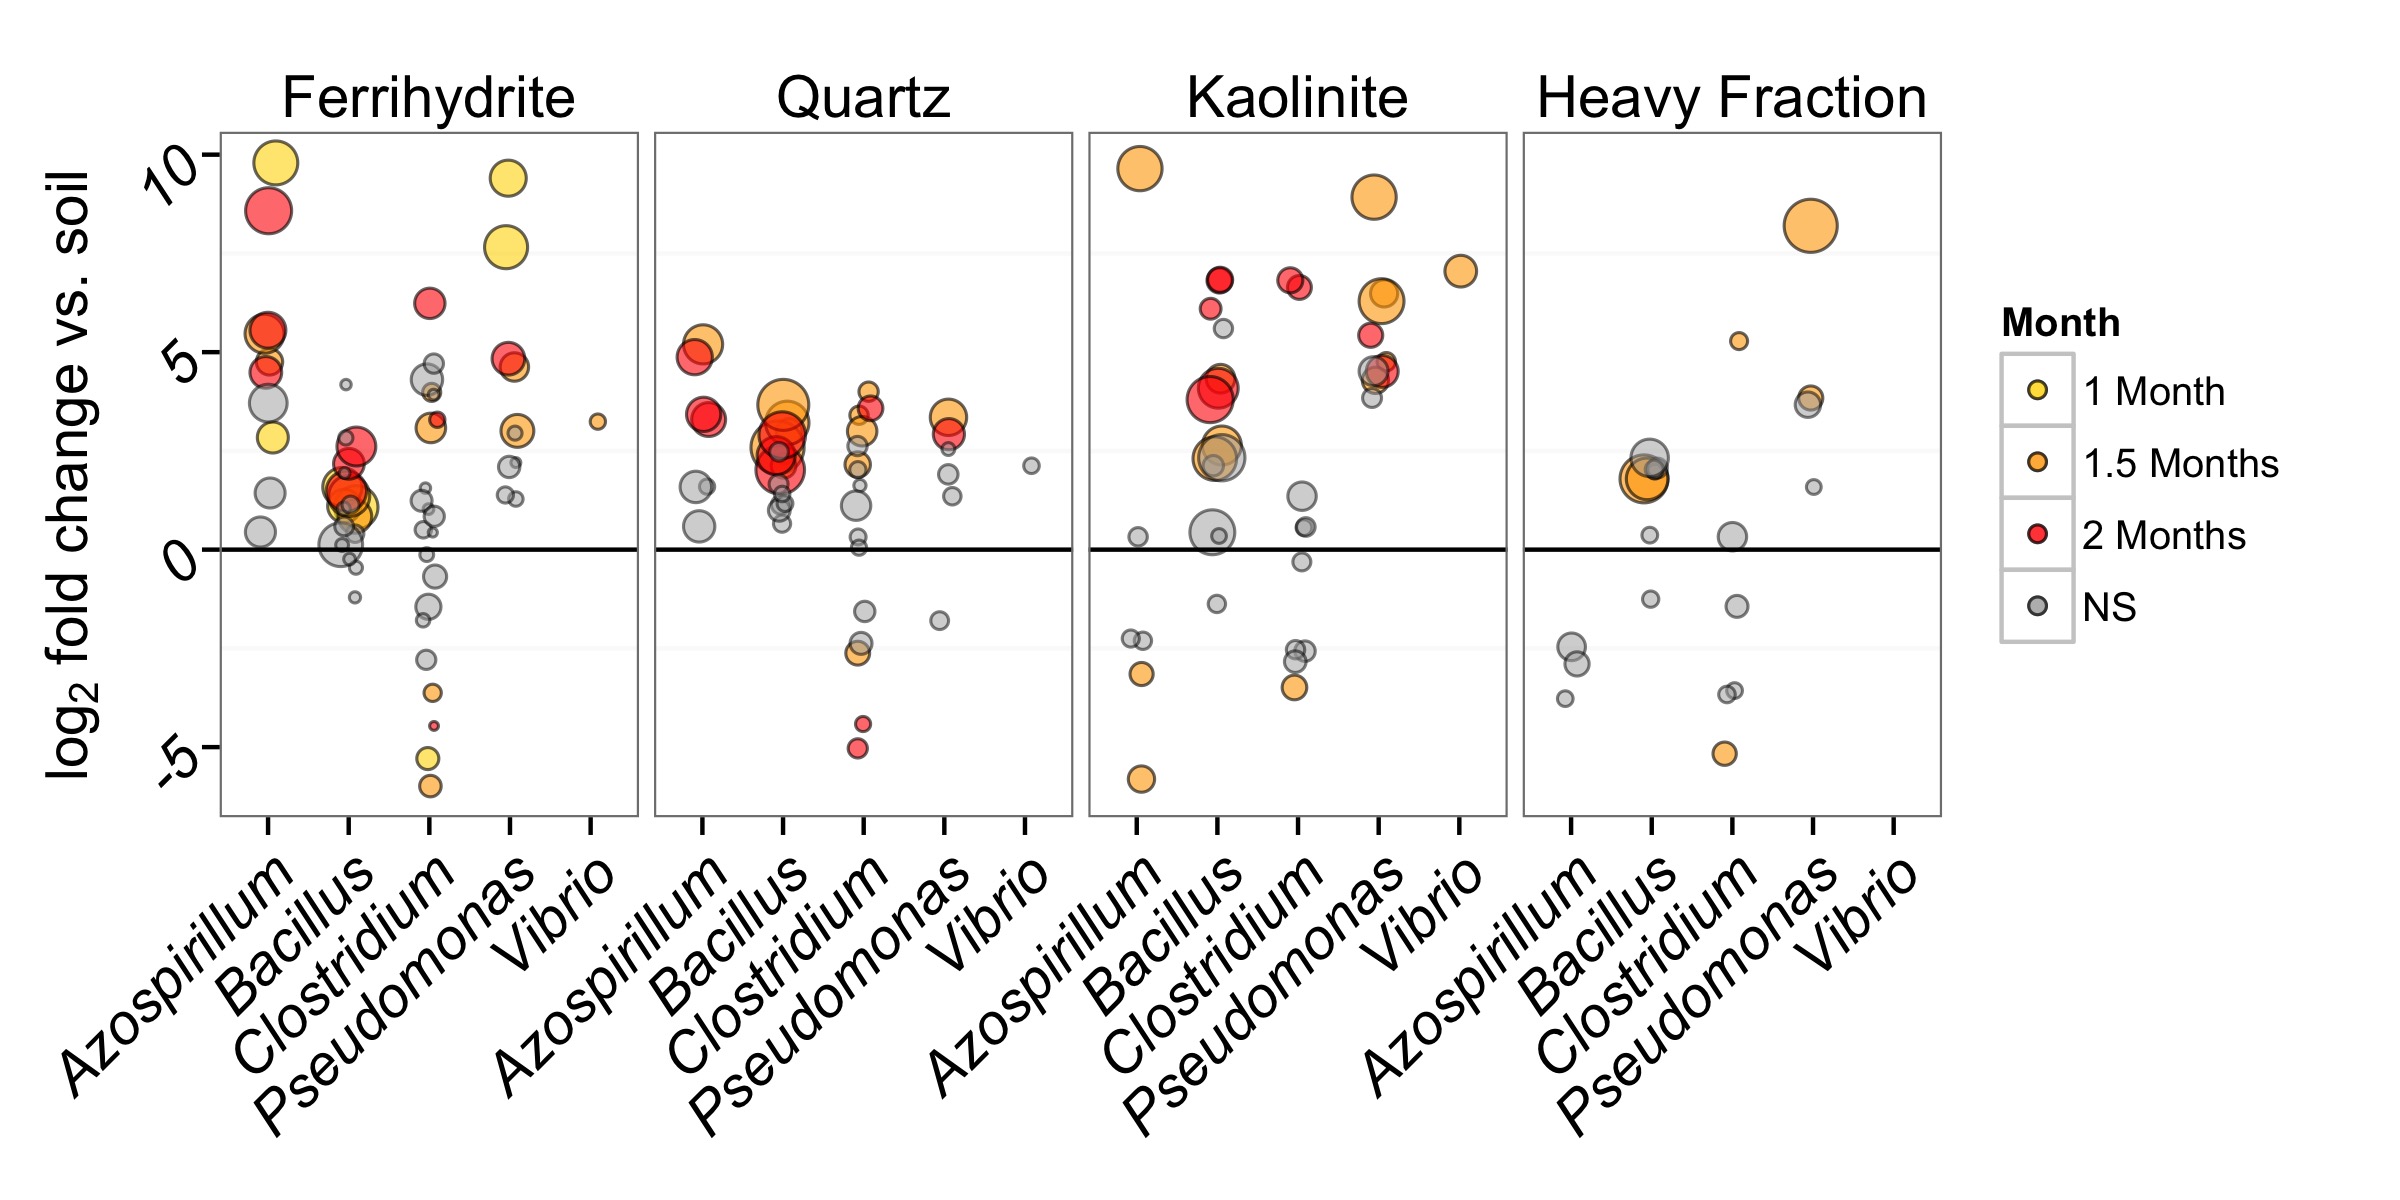 Ferrihydrite
Quartz
Kaolinite
Heavy Fraction
log2 fold change vs. soil
10
5
0
-5
Azospirillum
Bacillus
Clostridium
Pseudomonas
Vibrio
Azospirillum
Bacillus
Clostridium
Pseudomonas
Vibrio
Azospirillum
Bacillus
Clostridium
Pseudomonas
Vibrio
Azospirillum
Bacillus
Clostridium
Pseudomonas
Vibrio
Month
1 Month
1.5 Months
2 Months
NS